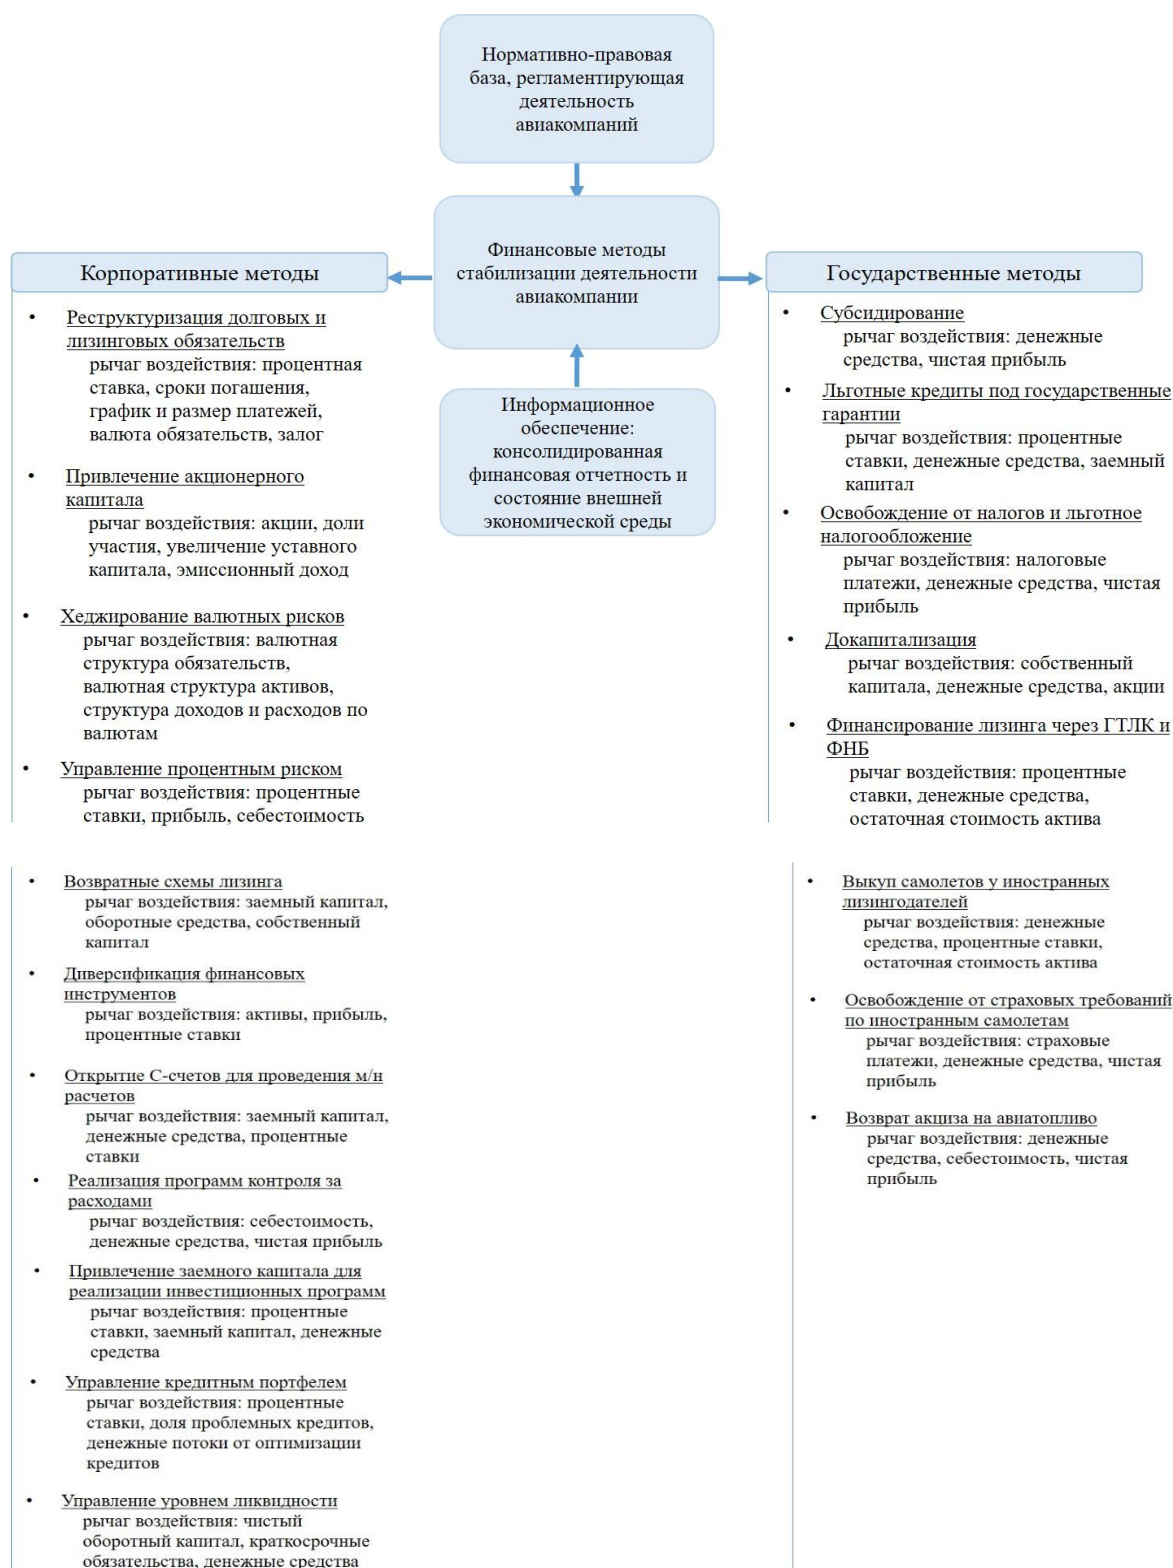 Нормативно-правовая
база, регламентирующая
деятельность
авиакомпаний
Финансовые методы
стабилизации деятельности
авиакомпании
Информационное
обеспечение:
консолидированная
финансовая отчетность и
состояние внешней
экономической среды
Корпоративные методы
• Реструктуризация долговых и
лизинговых обязательств
рычаг воздействия: процентная
ставка, сроки погашения,
график и размер платежей,
валюта обязательств, залог
• Привлечение акционерного
капитала
рычаг воздействия: акции, доли
участия, увеличение уставного
капитала, эмиссионный доход
• Хеджирование валютных рисков
рычаг воздействия: валютная
структура обязательств,
валютная структура активов,
структура доходов и расходов по
валютам
• Управление процентным риском
рычаг воздействия: процентные
ставки, прибыль, себестоимость
• Возвратные схемы лизинга
рычаг воздействия: заемный капитал,
оборотные средства, собственный
капитал
• Диверсификация финансовых
инструментов
рычаг воздействия: активы, прибыль,
процентные ставки
• Открытие С-счетов для проведения м/н
расчетов
рычаг воздействия: заемный капитал,
денежные средства, процентные
ставки
• Реализация программ контроля за
расходами
рычаг воздействия: себестоимость,
денежные средства, чистая прибыль
• Привлечение заемного капитала для
реализации инвестиционных программ
рычаг воздействия: процентные
ставки, заемный капитал, денежные
средства
• Управление кредитным портфелем
рычаг воздействия: процентные
ставки, доля проблемных кредитов,
денежные потоки от оптимизации
кредитов
• Управление уровнем ликвидности
рычаг воздействия: чистый
оборотный капитал, краткосрочные
обязательства, денежные средства
Государственные методы
• Субсидирование
рычаг воздействия: денежные
средства, чистая прибыль
• Льготные кредиты под государственные
гарантии
рычаг воздействия: процентные
ставки, денежные средства, заемный
капитал
• Освобождение от налогов и льготное
налогообложение
рычаг воздействия: налоговые
платежи, денежные средства, чистая
прибыль
• Докапитализация
рычаг воздействия: собственный
капитала, денежные средства, акции
• Финансирование лизинга через ГТЛК и
ФНБ
рычаг воздействия: процентные
ставки, денежные средства,
остаточная стоимость актива
• Выкуп самолетов у иностранных
лизингодателей
рычаг воздействия: денежные
средства, процентные ставки,
остаточная стоимость актива
• Освобождение от страховых требований
по иностранным самолетам
рычаг воздействия: страховые
платежи, денежные средства, чистая
прибыль
• Возврат акциза на авиатопливо
рычаг воздействия: денежные
средства, себестоимость, чистая
прибыль